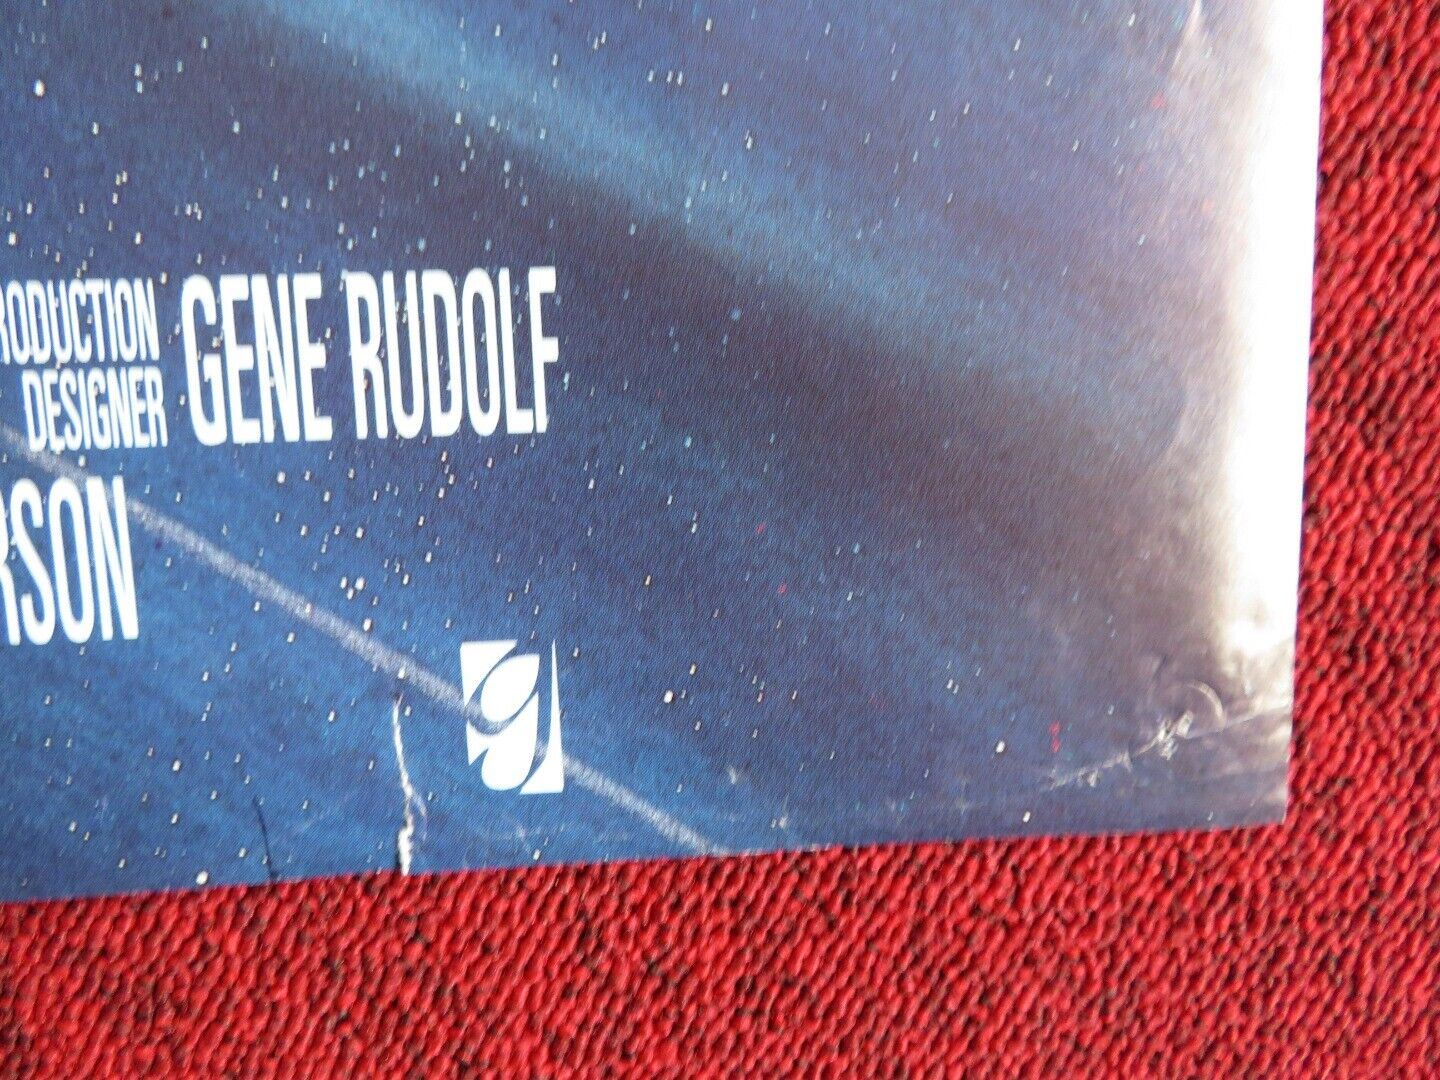 RODUCTION
DESIGNER
GENE RUDOLF
RSON